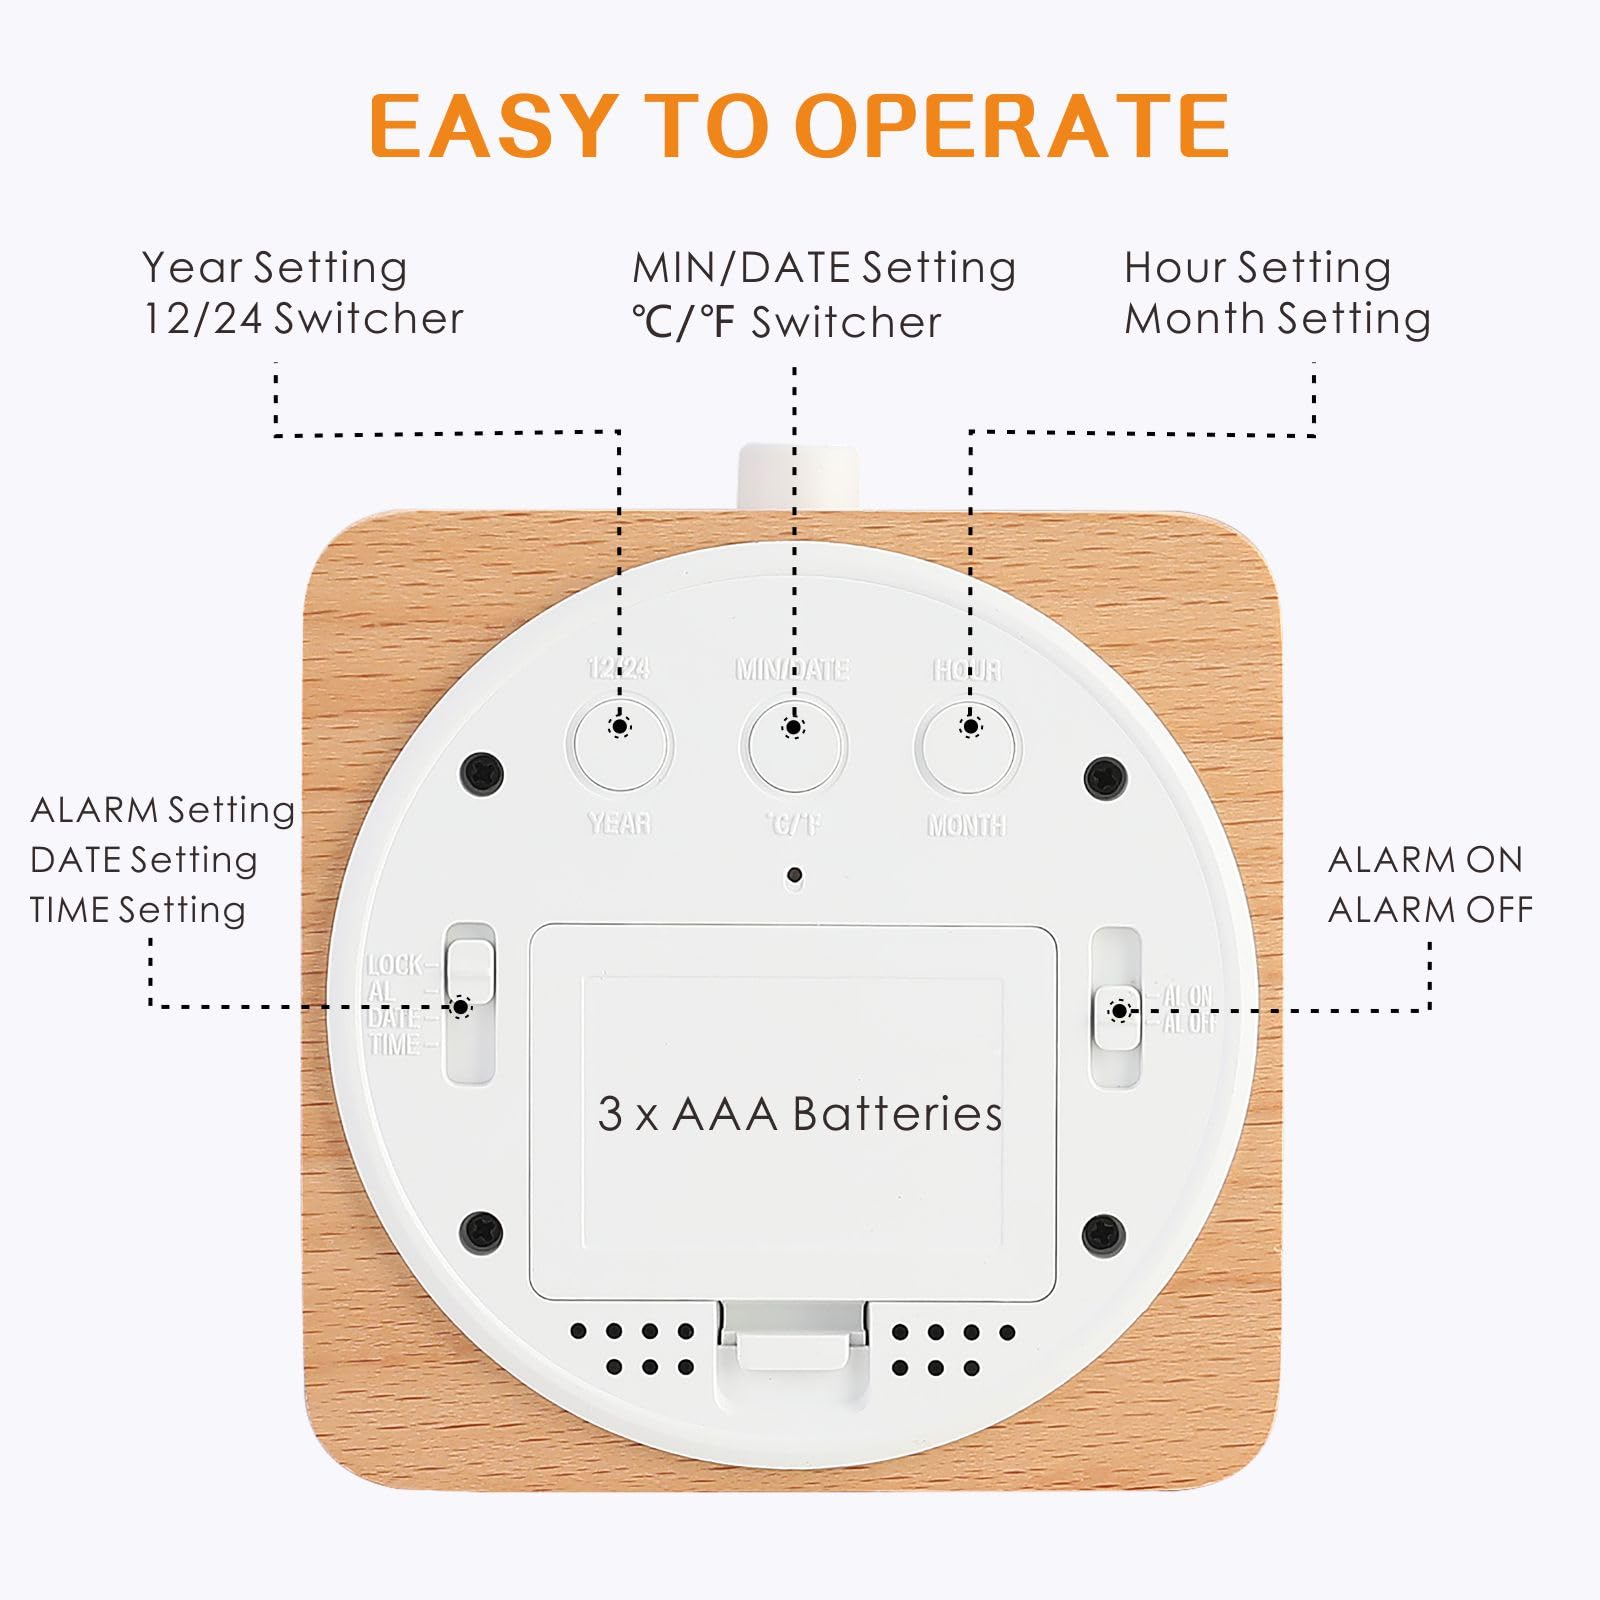 EASY TO OPERATE
Year Setting
12/24 Switcher
MIN/DATE Setting
℃/℉ Switcher
Hour Setting
Month Setting
12/24
MIN/DATE
HOUR
YEAR
℃/℉
MONTH
ALARM Setting
DATE Setting
TIME Setting
ALARM ON
ALARM OFF
LOCK
AL
DATE
TIME
AL ON
AL OFF
3 x AAA Batteries